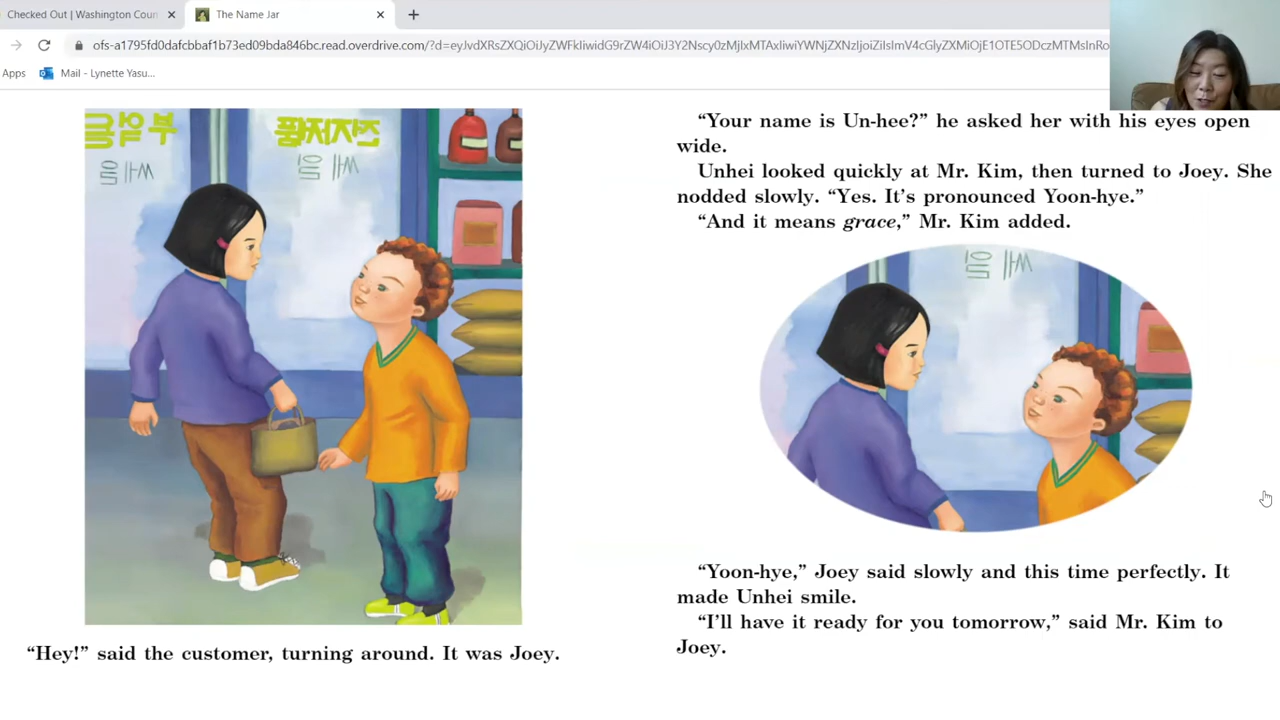 Checked Out | Washington Coun
The Name Jar
ofs-a1795fd0dafcbbaf1b73ed09bda846bc.read.overdrive.com/?d=eyJvdXRsZXQiOiJyZWFkIiwidG9rZW4iOiJ3Y2Nscy0zMjIxMTAxIiwiYWNjZXNzIjoiZiIsImV4cGlyZXMiOjE1OTE5ODczMTMsInRo
Apps
Mail - Lynette Yasu...
“Hey!” said the customer, turning around. It was Joey.
“Your name is Un-hee?” he asked her with his eyes open
wide.
Unhei looked quickly at Mr. Kim, then turned to Joey. She
nodded slowly. “Yes. It’s pronounced Yoon-hye.”
“And it means grace,” Mr. Kim added.
“Yoon-hye,” Joey said slowly and this time perfectly. It
made Unhei smile.
“I’ll have it ready for you tomorrow,” said Mr. Kim to
Joey.